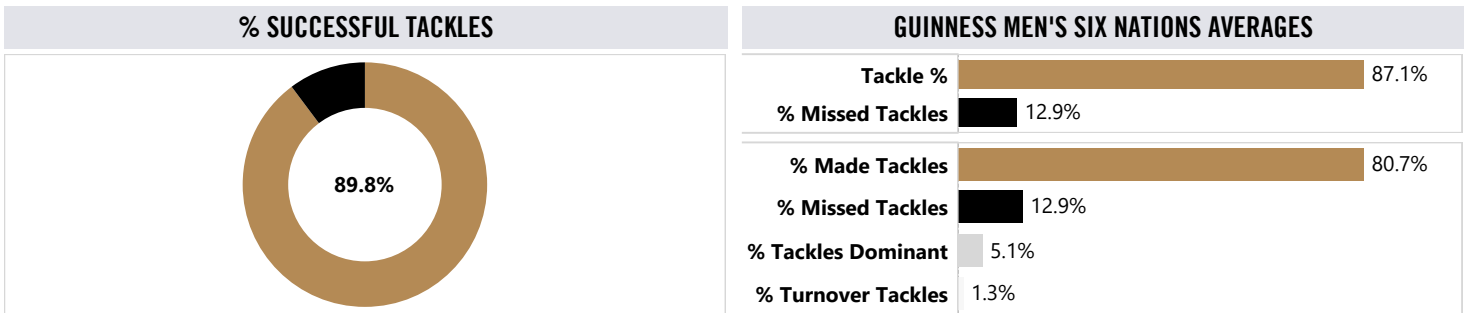 % SUCCESSFUL TACKLES
89.8%
GUINNESS MEN'S SIX NATIONS AVERAGES
Tackle % 87.1%
% Missed Tackles 12.9%
% Made Tackles 80.7%
% Missed Tackles 12.9%
% Tackles Dominant 5.1%
% Turnover Tackles 1.3%